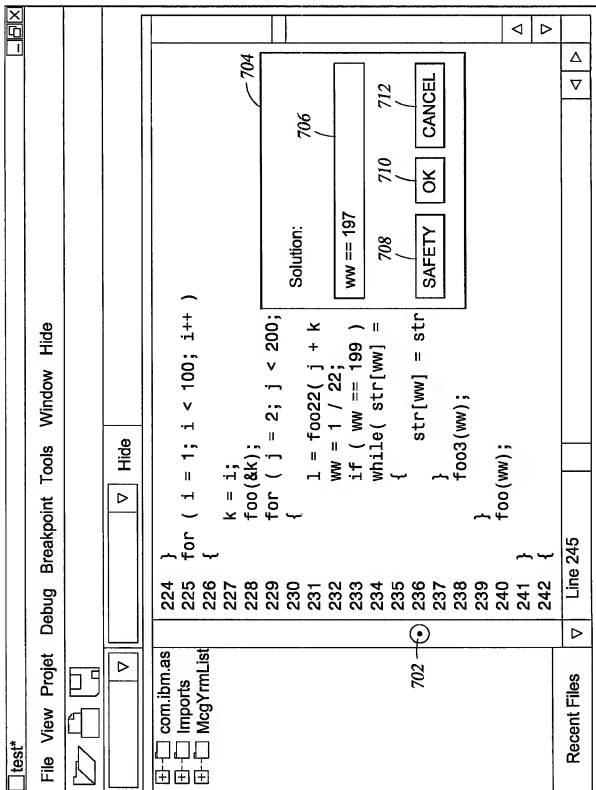 test*
File View Projet Debug Breakpoint Tools Window Hide
Hide
com.ibm.as
Imports
McgYrmList
702
224 }
225 for ( i = 1; i < 100; i++ )
226 {
227 k = i;
228 foo(&k);
229 for ( j = 2; j < 200;
230 {
231 l = foo22( j + k
232 ww = 1 / 22;
233 if ( ww == 199 )
234 while( str[ww] =
235 {
236 str[ww] = str
237 }
238 foo3(ww);
239 }
240 foo(ww);
241 }
242 {
704
Solution:
706
ww == 197
708 710 712
SAFETY OK CANCEL
Recent Files
Line 245